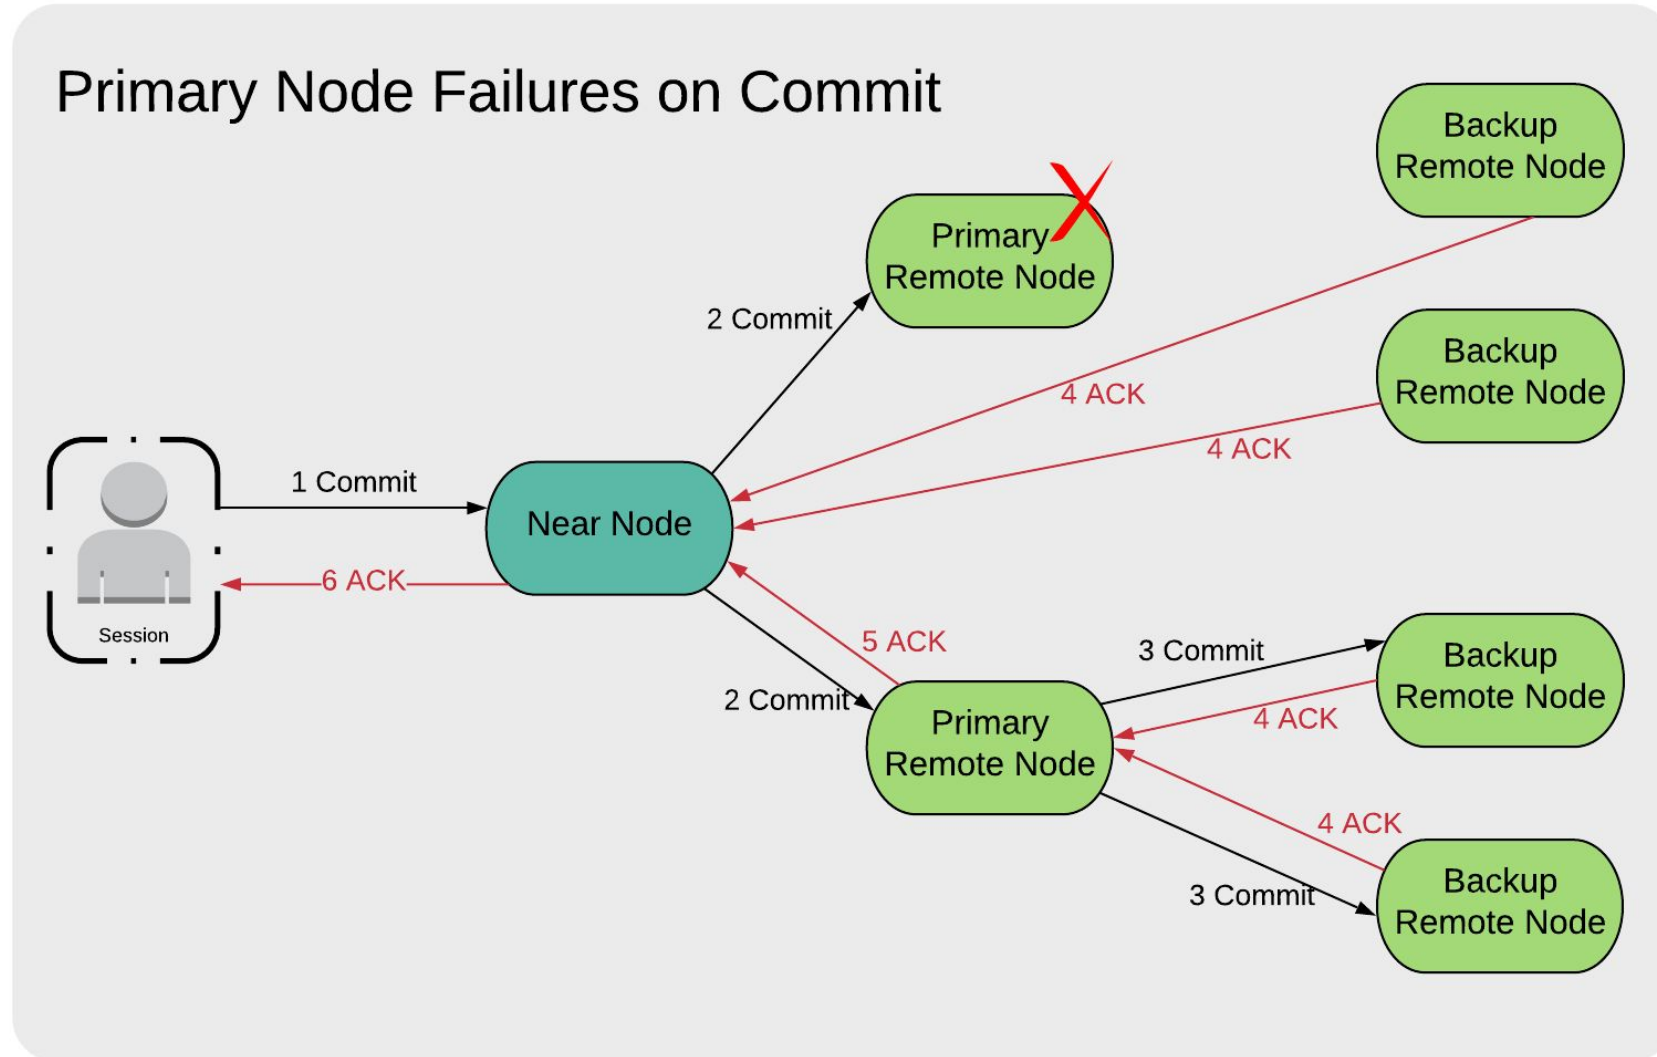 Primary Node Failures on Commit
Backup
Remote Node
Primary
Remote Node
2 Commit
Backup
Remote Node
4 ACK
4 ACK
1 Commit
Near Node
6 ACK
Session
5 ACK
3 Commit
Backup
Remote Node
2 Commit
Primary
Remote Node
4 ACK
4 ACK
3 Commit
Backup
Remote Node